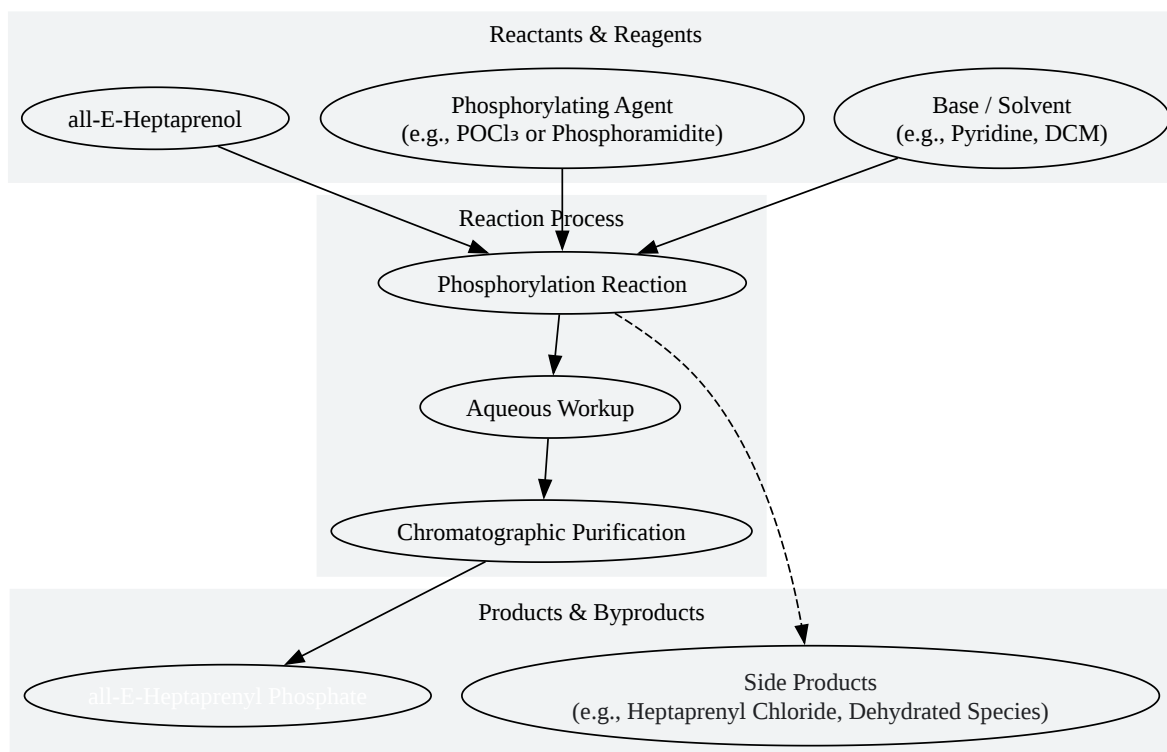 Reactants & Reagents
all-E-Heptaprenol
Phosphorylating Agent
(e.g., POCl₃ or Phosphoramidite)
Base / Solvent
(e.g., Pyridine, DCM)
Reaction Process
Phosphorylation Reaction
Aqueous Workup
Chromatographic Purification
Products & Byproducts
all-E-Heptaprenyl Phosphate
Side Products
(e.g., Heptaprenyl Chloride, Dehydrated Species)